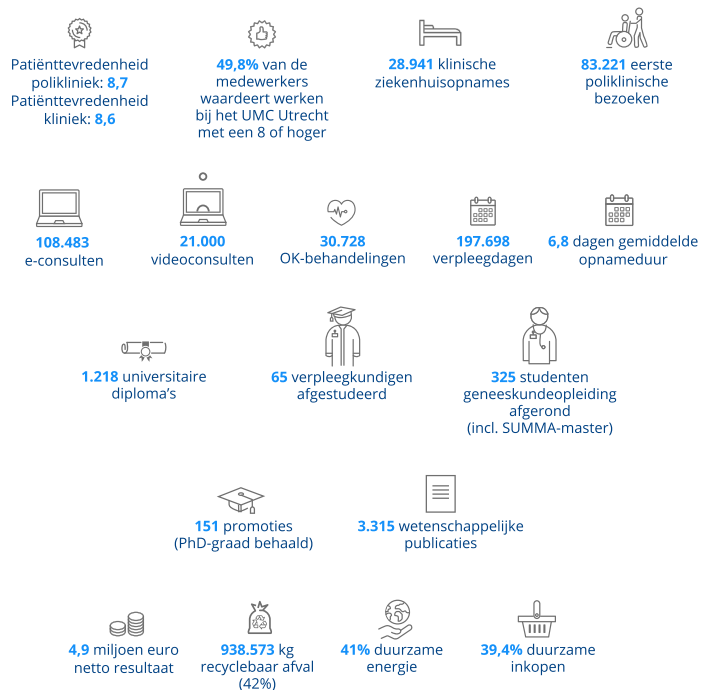 Patiënttevredenheid
polikliniek: 8,7
Patiënttevredenheid
kliniek: 8,6
49,8% van de
medewerkers
waardeert werken
bij het UMC Utrecht
met een 8 of hoger
28.941 klinische
ziekenhuisopnames
83.221 eerste
poliklinische
bezoeken
108.483
e-consulten
21.000
videoconsulten
30.728
OK-behandelingen
197.698
verpleegdagen
6,8 dagen gemiddelde
opnameduur
1.218 universitaire
diploma’s
65 verpleegkundigen
afgestudeerd
325 studenten
geneeskundeopleiding
afgerond
(incl. SUMMA-master)
151 promoties
(PhD-graad behaald)
3.315 wetenschappelijke
publicaties
4,9 miljoen euro
netto resultaat
938.573 kg
recyclebaar afval
(42%)
41% duurzame
energie
39,4% duurzame
inkopen